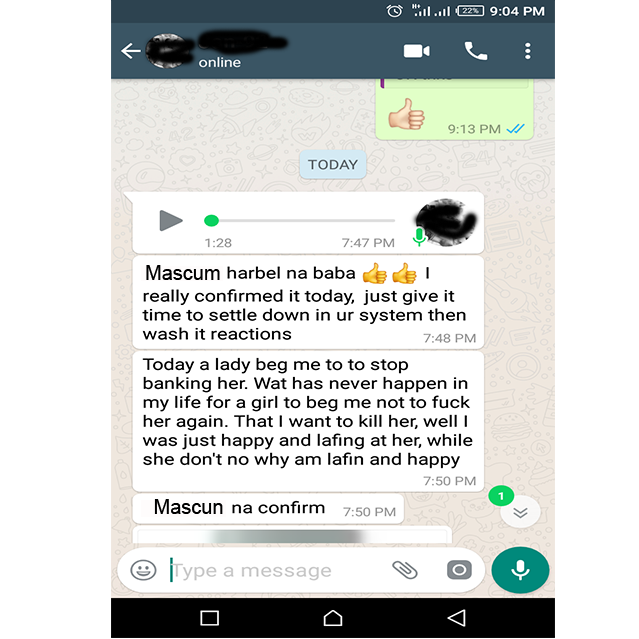 22% 9:04 PM
online
9:13 PM
TODAY
1:28 7:47 PM
Mascum harbel na baba 👍 👍 I
really confirmed it today, just give it
time to settle down in ur system then
wash it reactions
7:48 PM
Today a lady beg me to to stop
banking her. Wat has never happen in
my life for a girl to beg me not to fuck
her again. That I want to kill her, well I
was just happy and lafing at her, while
she don't no why am lafin and happy
7:50 PM
1
Mascun na confirm 7:50 PM
Type a message